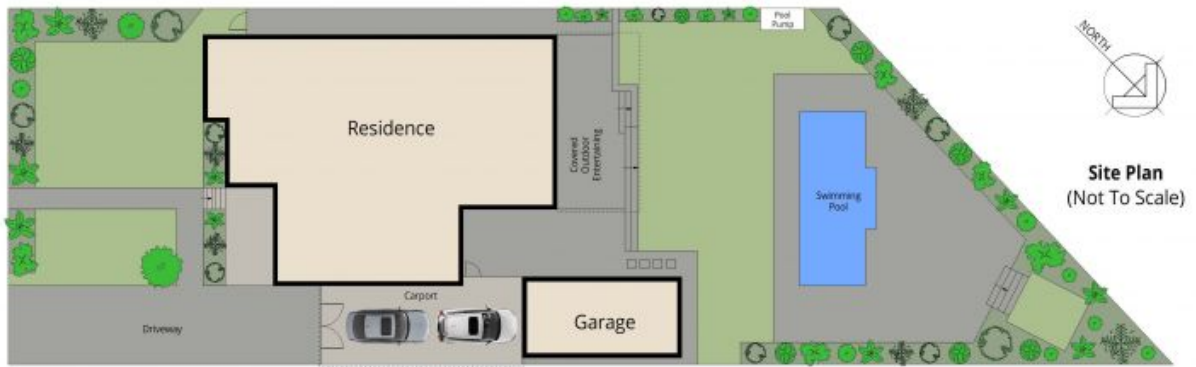 Pool
Pump
NORTH
Residence
Covered
Outdoor
Entertaining
Swimming
Pool
Site Plan
(Not To Scale)
Carport
Garage
Driveway